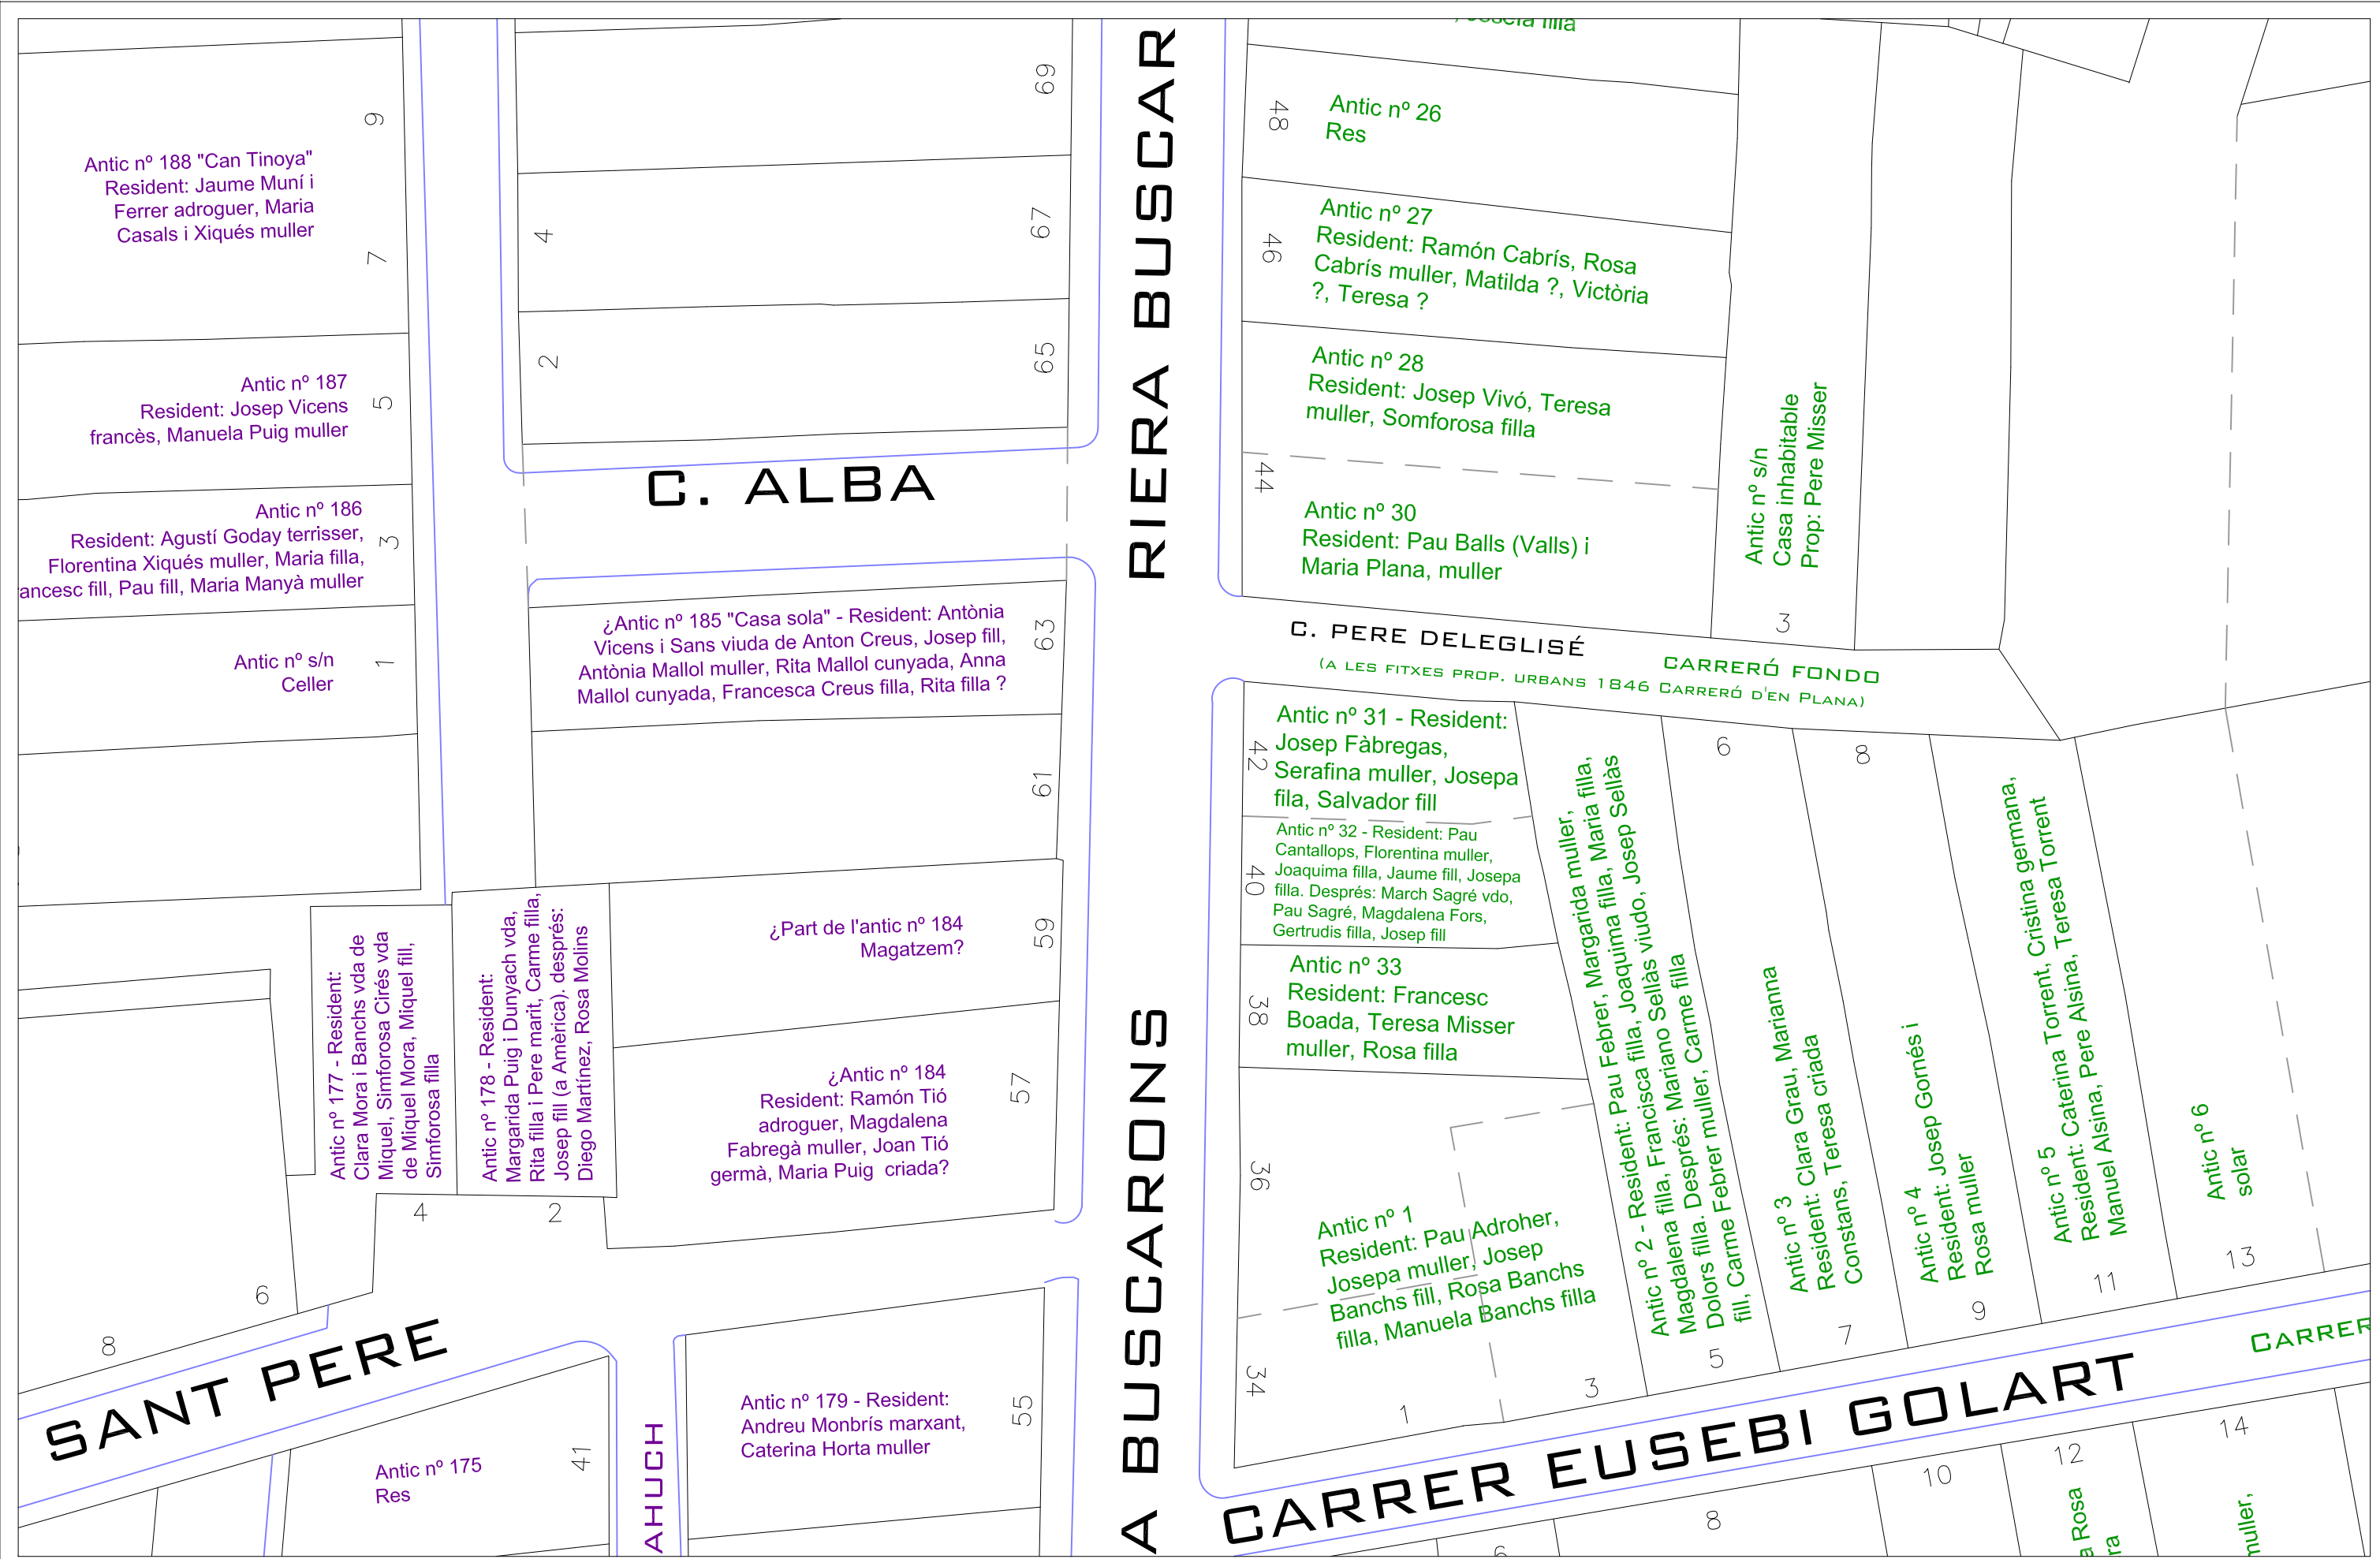 9
Antic nº 188 "Can Tinoya"
Resident: Jaume Muní i
Ferrer adroguer, Maria
Casals i Xiqués muller
7
Antic nº 187
Resident: Josep Vicens
francès, Manuela Puig muller
5
Antic nº 186
Resident: Agustí Goday terrisser,
Florentina Xiqués muller, Maria filla,
ancesc fill, Pau fill, Maria Manyà muller
3
Antic nº s/n
Celler
1
69
4
67
2
65
C. ALBA
¿Antic nº 185 "Casa sola" - Resident: Antònia
Vicens i Sans viuda de Anton Creus, Josep fill,
Antònia Mallol muller, Rita Mallol cunyada, Anna
Mallol cunyada, Francesca Creus filla, Rita filla ?
63
61
Antic nº 177 - Resident:
Clara Mora i Banchs vda de
Miquel, Simforosa Cirés vda
de Miquel Mora, Miquel fill,
Simforosa filla
4
Antic nº 178 - Resident:
Margarida Puig i Dunyach vda,
Rita filla i Pere marit, Carme filla,
Josep fill (a Amèrica). després:
Diego Martínez, Rosa Molins
2
¿Part de l'antic nº 184
Magatzem?
59
¿Antic nº 184
Resident: Ramón Tió
adroguer, Magdalena
Fabregà muller, Joan Tió
germà, Maria Puig criada?
57
6
8
SANT PERE
Antic nº 175
Res
41
AHUCH
Antic nº 179 - Resident:
Andreu Monbrís marxant,
Caterina Horta muller
55
RIERA BUSCAR
A BUSCARONS
Josefa filla
48
Antic nº 26
Res
46
Antic nº 27
Resident: Ramón Cabrís, Rosa
Cabrís muller, Matilda ?, Victòria
?, Teresa ?
Antic nº 28
Resident: Josep Vivó, Teresa
muller, Somforosa filla
44
Antic nº 30
Resident: Pau Balls (Valls) i
Maria Plana, muller
Antic nº s/n
Casa inhabitable
Prop: Pere Misser
3
C. PERE DELEGLISÉ
CARRERÓ FONDO
(A LES FITXES PROP. URBANS 1846 CARRERÓ D'EN PLANA)
42
Antic nº 31 - Resident:
Josep Fàbregas,
Serafina muller, Josepa
fila, Salvador fill
40
Antic nº 32 - Resident: Pau
Cantallops, Florentina muller,
Joaquima filla, Jaume fill, Josepa
filla. Després: March Sagré vdo,
Pau Sagré, Magdalena Fors,
Gertrudis filla, Josep fill
38
Antic nº 33
Resident: Francesc
Boada, Teresa Misser
muller, Rosa filla
36
34
Antic nº 1
Resident: Pau Adroher,
Josepa muller, Josep
Banchs fill, Rosa Banchs
filla, Manuela Banchs filla
1
3
Antic nº 2 - Resident: Pau Febrer, Margarida muller,
Magdalena filla, Francisca filla, Joaquima filla, Maria filla,
Dolors filla. Després: Mariano Sellàs viudo, Josep Sellàs
fill, Carme Febrer muller, Carme filla
5
6
Antic nº 3
Resident: Clara Grau, Marianna
Constans, Teresa criada
7
8
Antic nº 4
Resident: Josep Gornés i
Rosa muller
9
Antic nº 5
Resident: Caterina Torrent, Cristina germana,
Manuel Alsina, Pere Alsina, Teresa Torrent
11
Antic nº 6
solar
13
CARRER EUSEBI GOLART
CARRER
6
8
10
12
a Rosa
ra
14
muller,